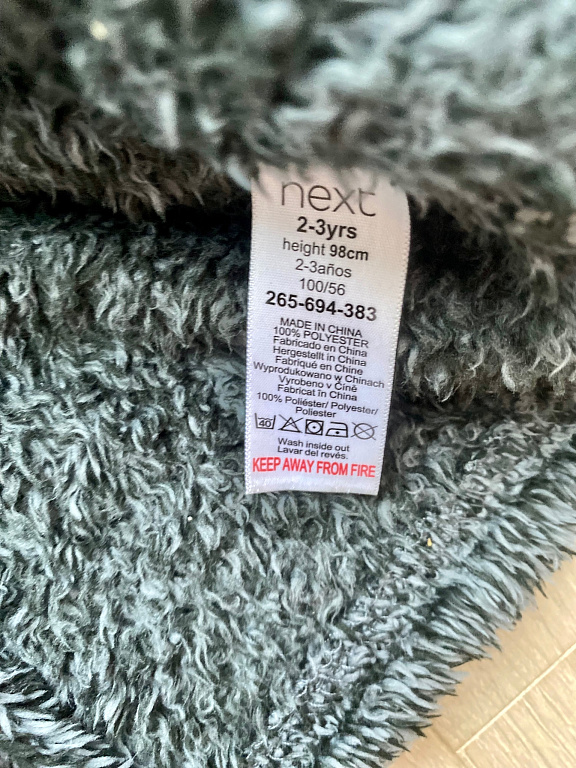 next
2-3yrs
height 98cm
2-3años
100/56
265-694-383
MADE IN CHINA
100% POLYESTER
Fabricado en China
Hergestellt in China
Fabriqué en Chine
Wyprodukowano w Chinach
Vyrobeno v Číně
Fabricat în China
100% Poliéster/ Polyester/
Poliester
40
Wash inside out
Lavar del revés.
KEEP AWAY FROM FIRE